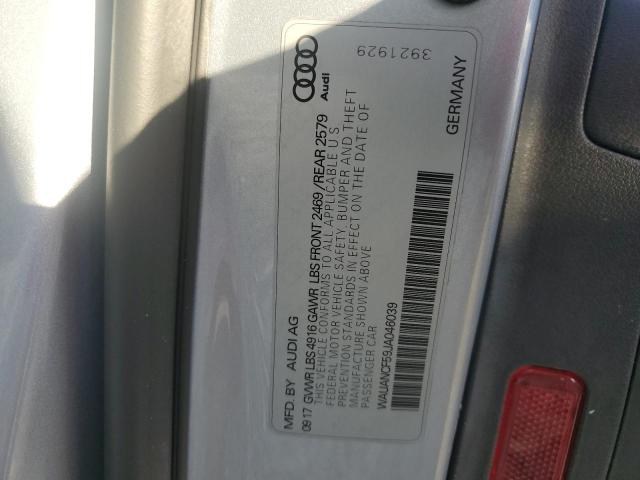 MFD. BY AUDI AG
09 17 GVWR LBS 4916 GAWR LBS FRONT 2469 / REAR 2579
THIS VEHICLE CONFORMS TO ALL APPLICABLE U S
FEDERAL MOTOR VEHICLE SAFETY, BUMPER AND THEFT
PREVENTION STANDARDS IN EFFECT ON THE DATE OF
MANUFACTURE SHOWN ABOVE
PASSENGER CAR
WAUANCF59JA046039
GERMANY
Audi
3921929